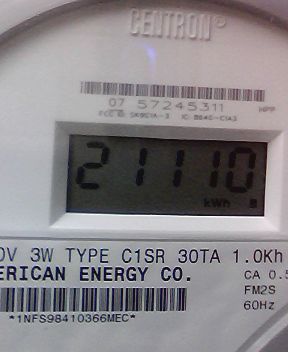 CENTRON®
07 57245311
HPP
21110
kWh
0V 3W TYPE C1SR 30TA 1.0Kh
ERICAN ENERGY CO.
CA 0.5
FM2S
60Hz
*1NFS98410366MEC*